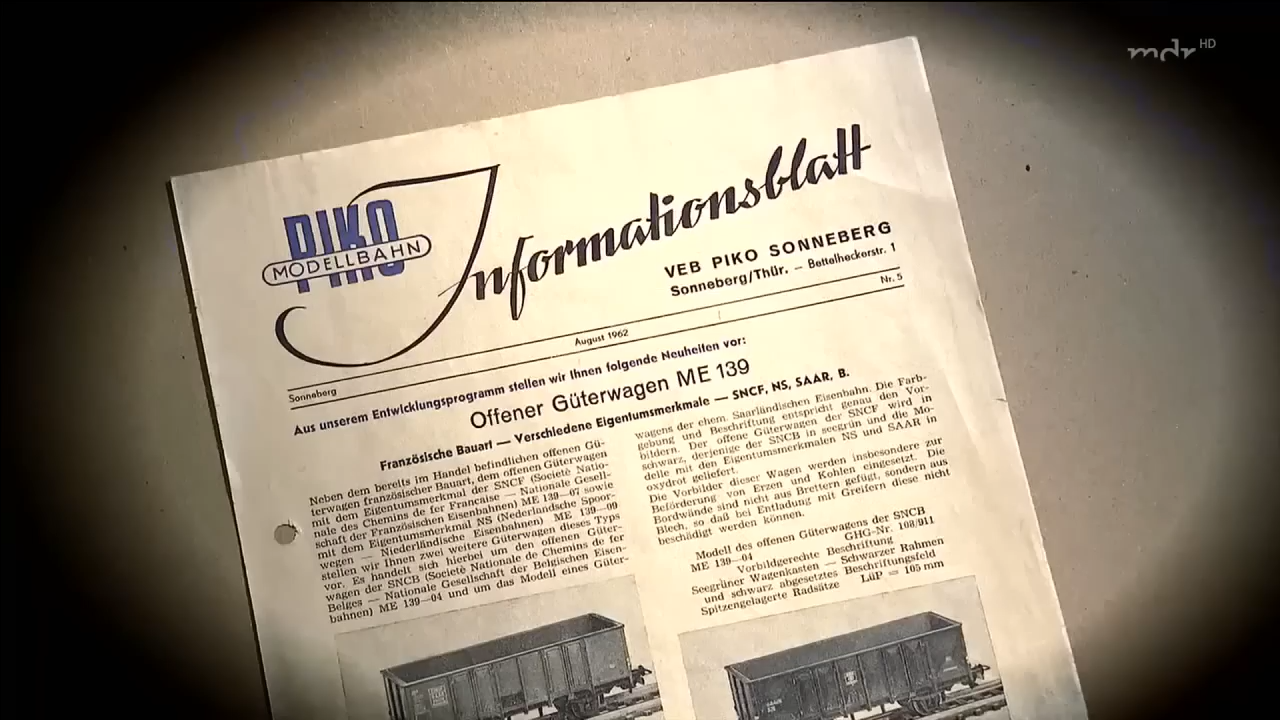 mdr HD
PIKO
MODELLBAHN
Informationsblatt
VEB PIKO SONNEBERG
Sonneberg/Thür. – Bettelheckerstr. 1
Sonneberg
August 1962
Nr. 5
Aus unserem Entwicklungsprogramm stellen wir Ihnen folgende Neuheiten vor:
Offener Güterwagen ME 139
Französische Bauart — Verschiedene Eigentumsmerkmale — SNCF, NS, SAAR, B.
Neben dem bereits im Handel befindlichen offenen Gü-
terwagen französischer Bauart, dem offenen Güterwagen
mit dem Eigentumsmerkmal der SNCF (Societè Natio-
nale des Chemins de fer Francaise — Nationale Gesell-
schaft der Französischen Eisenbahnen) ME 139—07 sowie
mit dem Eigentumsmerkmal NS (Nederlandische Spoor-
wegen — Niederländische Eisenbahnen) ME 139—09
stellen wir Ihnen zwei weitere Güterwagen dieses Typs
vor. Es handelt sich hierbei um den offenen Güter-
wagen der SNCB (Societè Nationale de Chemins de fer
Belges — Nationale Gesellschaft der Belgischen Eisen-
bahnen) ME 139—04 und um das Modell eines Güter-
wagens der chem. Saarländischen Eisenbahn. Die Farb-
gebung und Beschriftung entspricht genau den Vor-
bildern. Der offene Güterwagen der SNCF wird in
schwarz, derjenige der SNCB in seegrün und die Mo-
delle mit den Eigentumsmerkmalen NS und SAAR in
oxydrot geliefert.
Die Vorbilder dieser Wagen werden insbesondere zur
Beförderung von Erzen und Kohlen eingesetzt. Die
Bordwände sind nicht aus Brettern gefügt, sondern aus
Blech, so daß bei Entladung mit Greifern diese nicht
beschädigt werden können.
Modell des offenen Güterwagens der SNCB
ME 139—04 GHG-Nr. 108/911
Vorbildgerechte Beschriftung
Seegrüner Wagenkasten — Schwarzer Rahmen
und schwarz abgesetztes Beschriftungsfeld
Spitzengelagerte Radsätze LüP = 105 mm